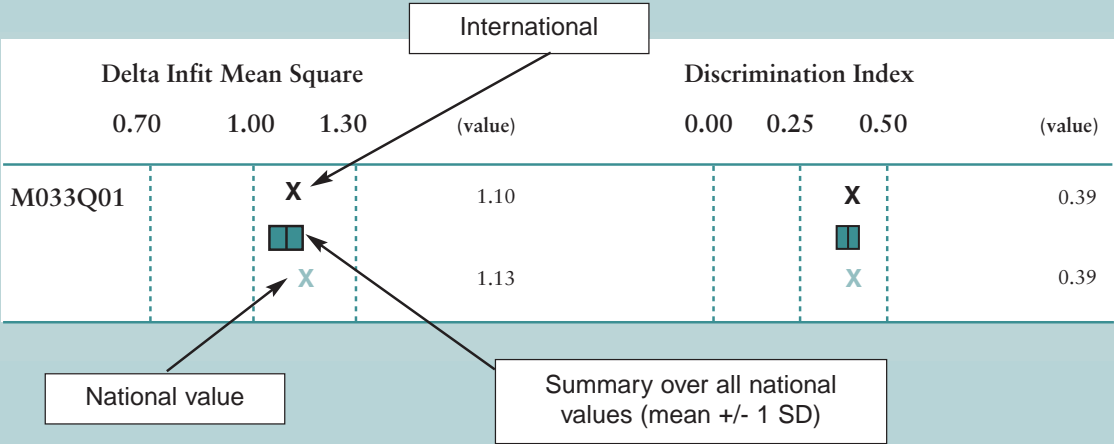 International
Delta Infit Mean Square Discrimination Index
0.70 1.00 1.30 (value) 0.00 0.25 0.50 (value)
M033Q01 X 1.10 X 0.39
X 1.13 X 0.39
National value
Summary over all national
values (mean +/- 1 SD)